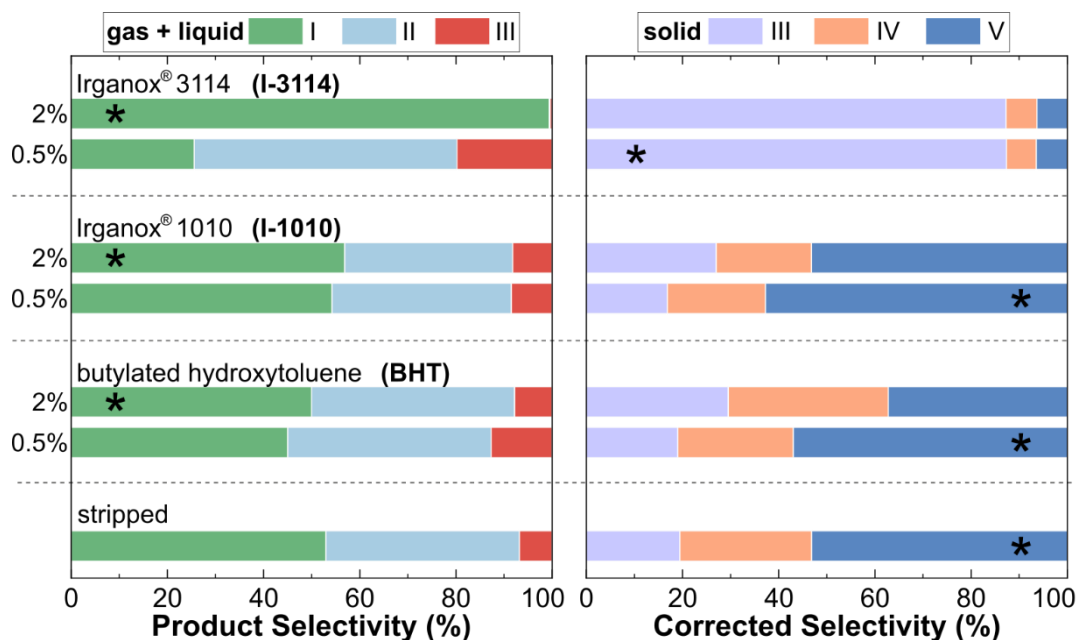 gas + liquid I II III
solid III IV V
Irganox® 3114 (I-3114)
2% *
0.5% *
Irganox® 1010 (I-1010)
2% *
0.5% *
butylated hydroxytoluene (BHT)
2% *
0.5% *
stripped
*
0 20 40 60 80 100
0 20 40 60 80 100
Product Selectivity (%)
Corrected Selectivity (%)